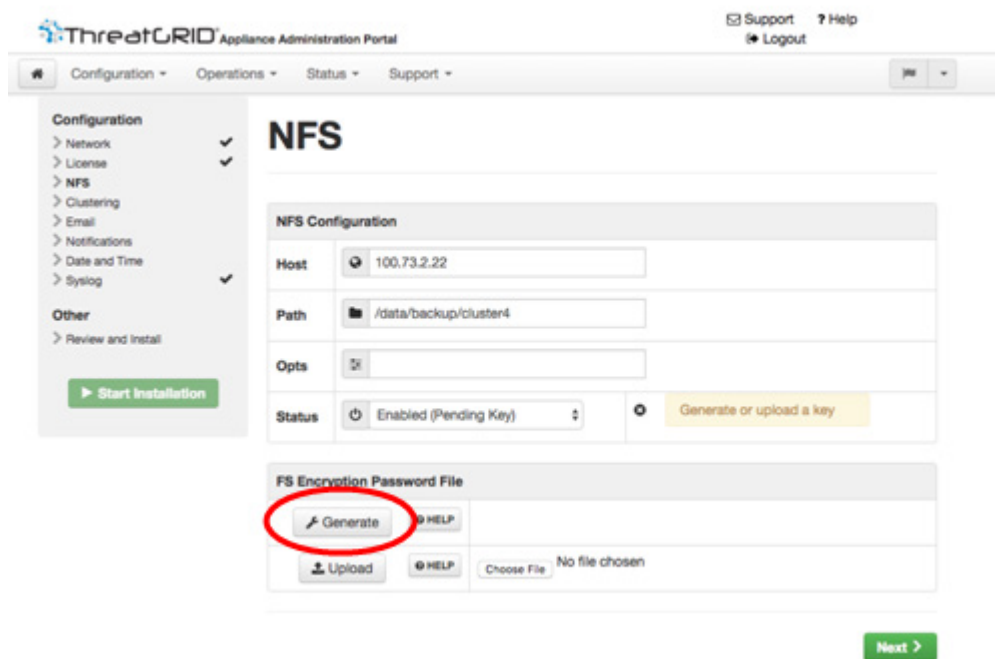 Support ? Help
ThreatGRID Appliance Administration Portal
Logout
Configuration Operations Status Support
Configuration
Network
License
NFS
Clustering
Email
Notifications
Date and Time
Syslog
Other
Review and Install
Start Installation
NFS
NFS Configuration
Host 100.73.2.22
Path /data/backup/cluster4
Opts
Status Enabled (Pending Key) Generate or upload a key
FS Encryption Password File
Generate HELP
Upload HELP Choose File No file chosen
Next